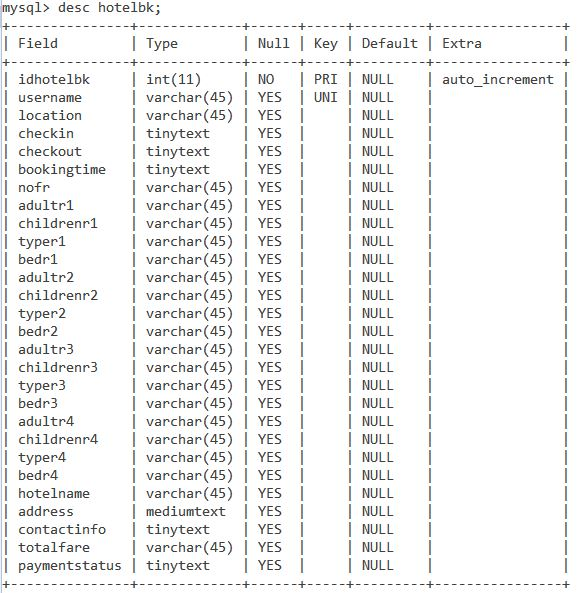 mysql> desc hotelbk;
+---------------+-------------+------+-----+---------+----------------+
| Field         | Type        | Null | Key | Default | Extra          |
+---------------+-------------+------+-----+---------+----------------+
| idhotelbk     | int(11)     | NO   | PRI | NULL    | auto_increment |
| username      | varchar(45) | YES  | UNI | NULL    |                |
| location      | varchar(45) | YES  |     | NULL    |                |
| checkin       | tinytext    | YES  |     | NULL    |                |
| checkout      | tinytext    | YES  |     | NULL    |                |
| bookingtime   | tinytext    | YES  |     | NULL    |                |
| nofr          | varchar(45) | YES  |     | NULL    |                |
| adultr1       | varchar(45) | YES  |     | NULL    |                |
| childrenr1    | varchar(45) | YES  |     | NULL    |                |
| typer1        | varchar(45) | YES  |     | NULL    |                |
| bedr1         | varchar(45) | YES  |     | NULL    |                |
| adultr2       | varchar(45) | YES  |     | NULL    |                |
| childrenr2    | varchar(45) | YES  |     | NULL    |                |
| typer2        | varchar(45) | YES  |     | NULL    |                |
| bedr2         | varchar(45) | YES  |     | NULL    |                |
| adultr3       | varchar(45) | YES  |     | NULL    |                |
| childrenr3    | varchar(45) | YES  |     | NULL    |                |
| typer3        | varchar(45) | YES  |     | NULL    |                |
| bedr3         | varchar(45) | YES  |     | NULL    |                |
| adultr4       | varchar(45) | YES  |     | NULL    |                |
| childrenr4    | varchar(45) | YES  |     | NULL    |                |
| typer4        | varchar(45) | YES  |     | NULL    |                |
| bedr4         | varchar(45) | YES  |     | NULL    |                |
| hotelname     | varchar(45) | YES  |     | NULL    |                |
| address       | mediumtext  | YES  |     | NULL    |                |
| contactinfo   | tinytext    | YES  |     | NULL    |                |
| totalfare     | varchar(45) | YES  |     | NULL    |                |
| paymentstatus | tinytext    | YES  |     | NULL    |                |
+---------------+-------------+------+-----+---------+----------------+